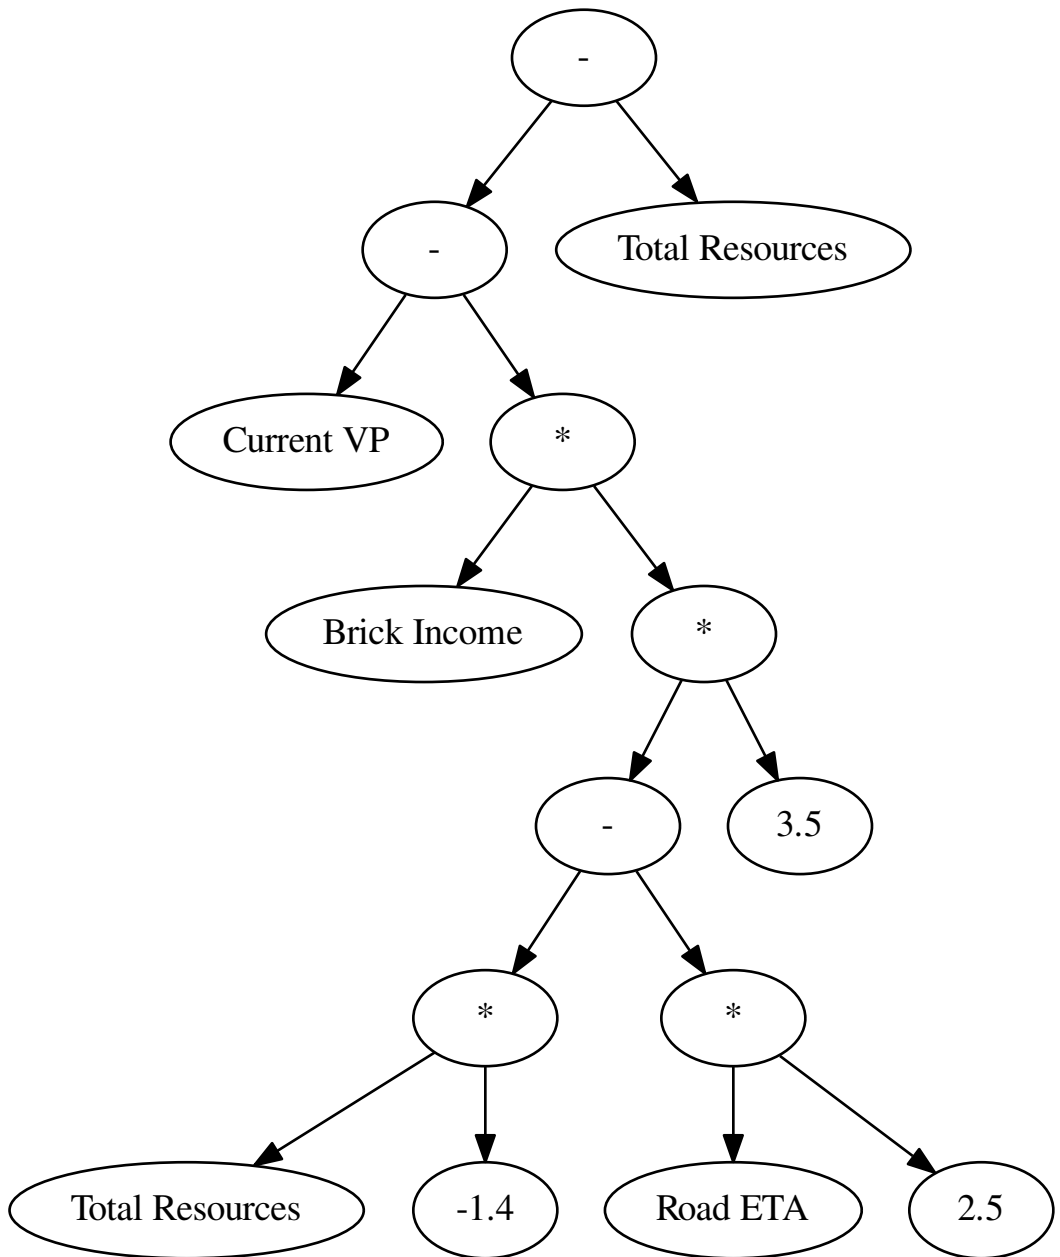 -
-
Total Resources
Current VP
*
Brick Income
*
-
3.5
*
*
Total Resources
-1.4
Road ETA
2.5